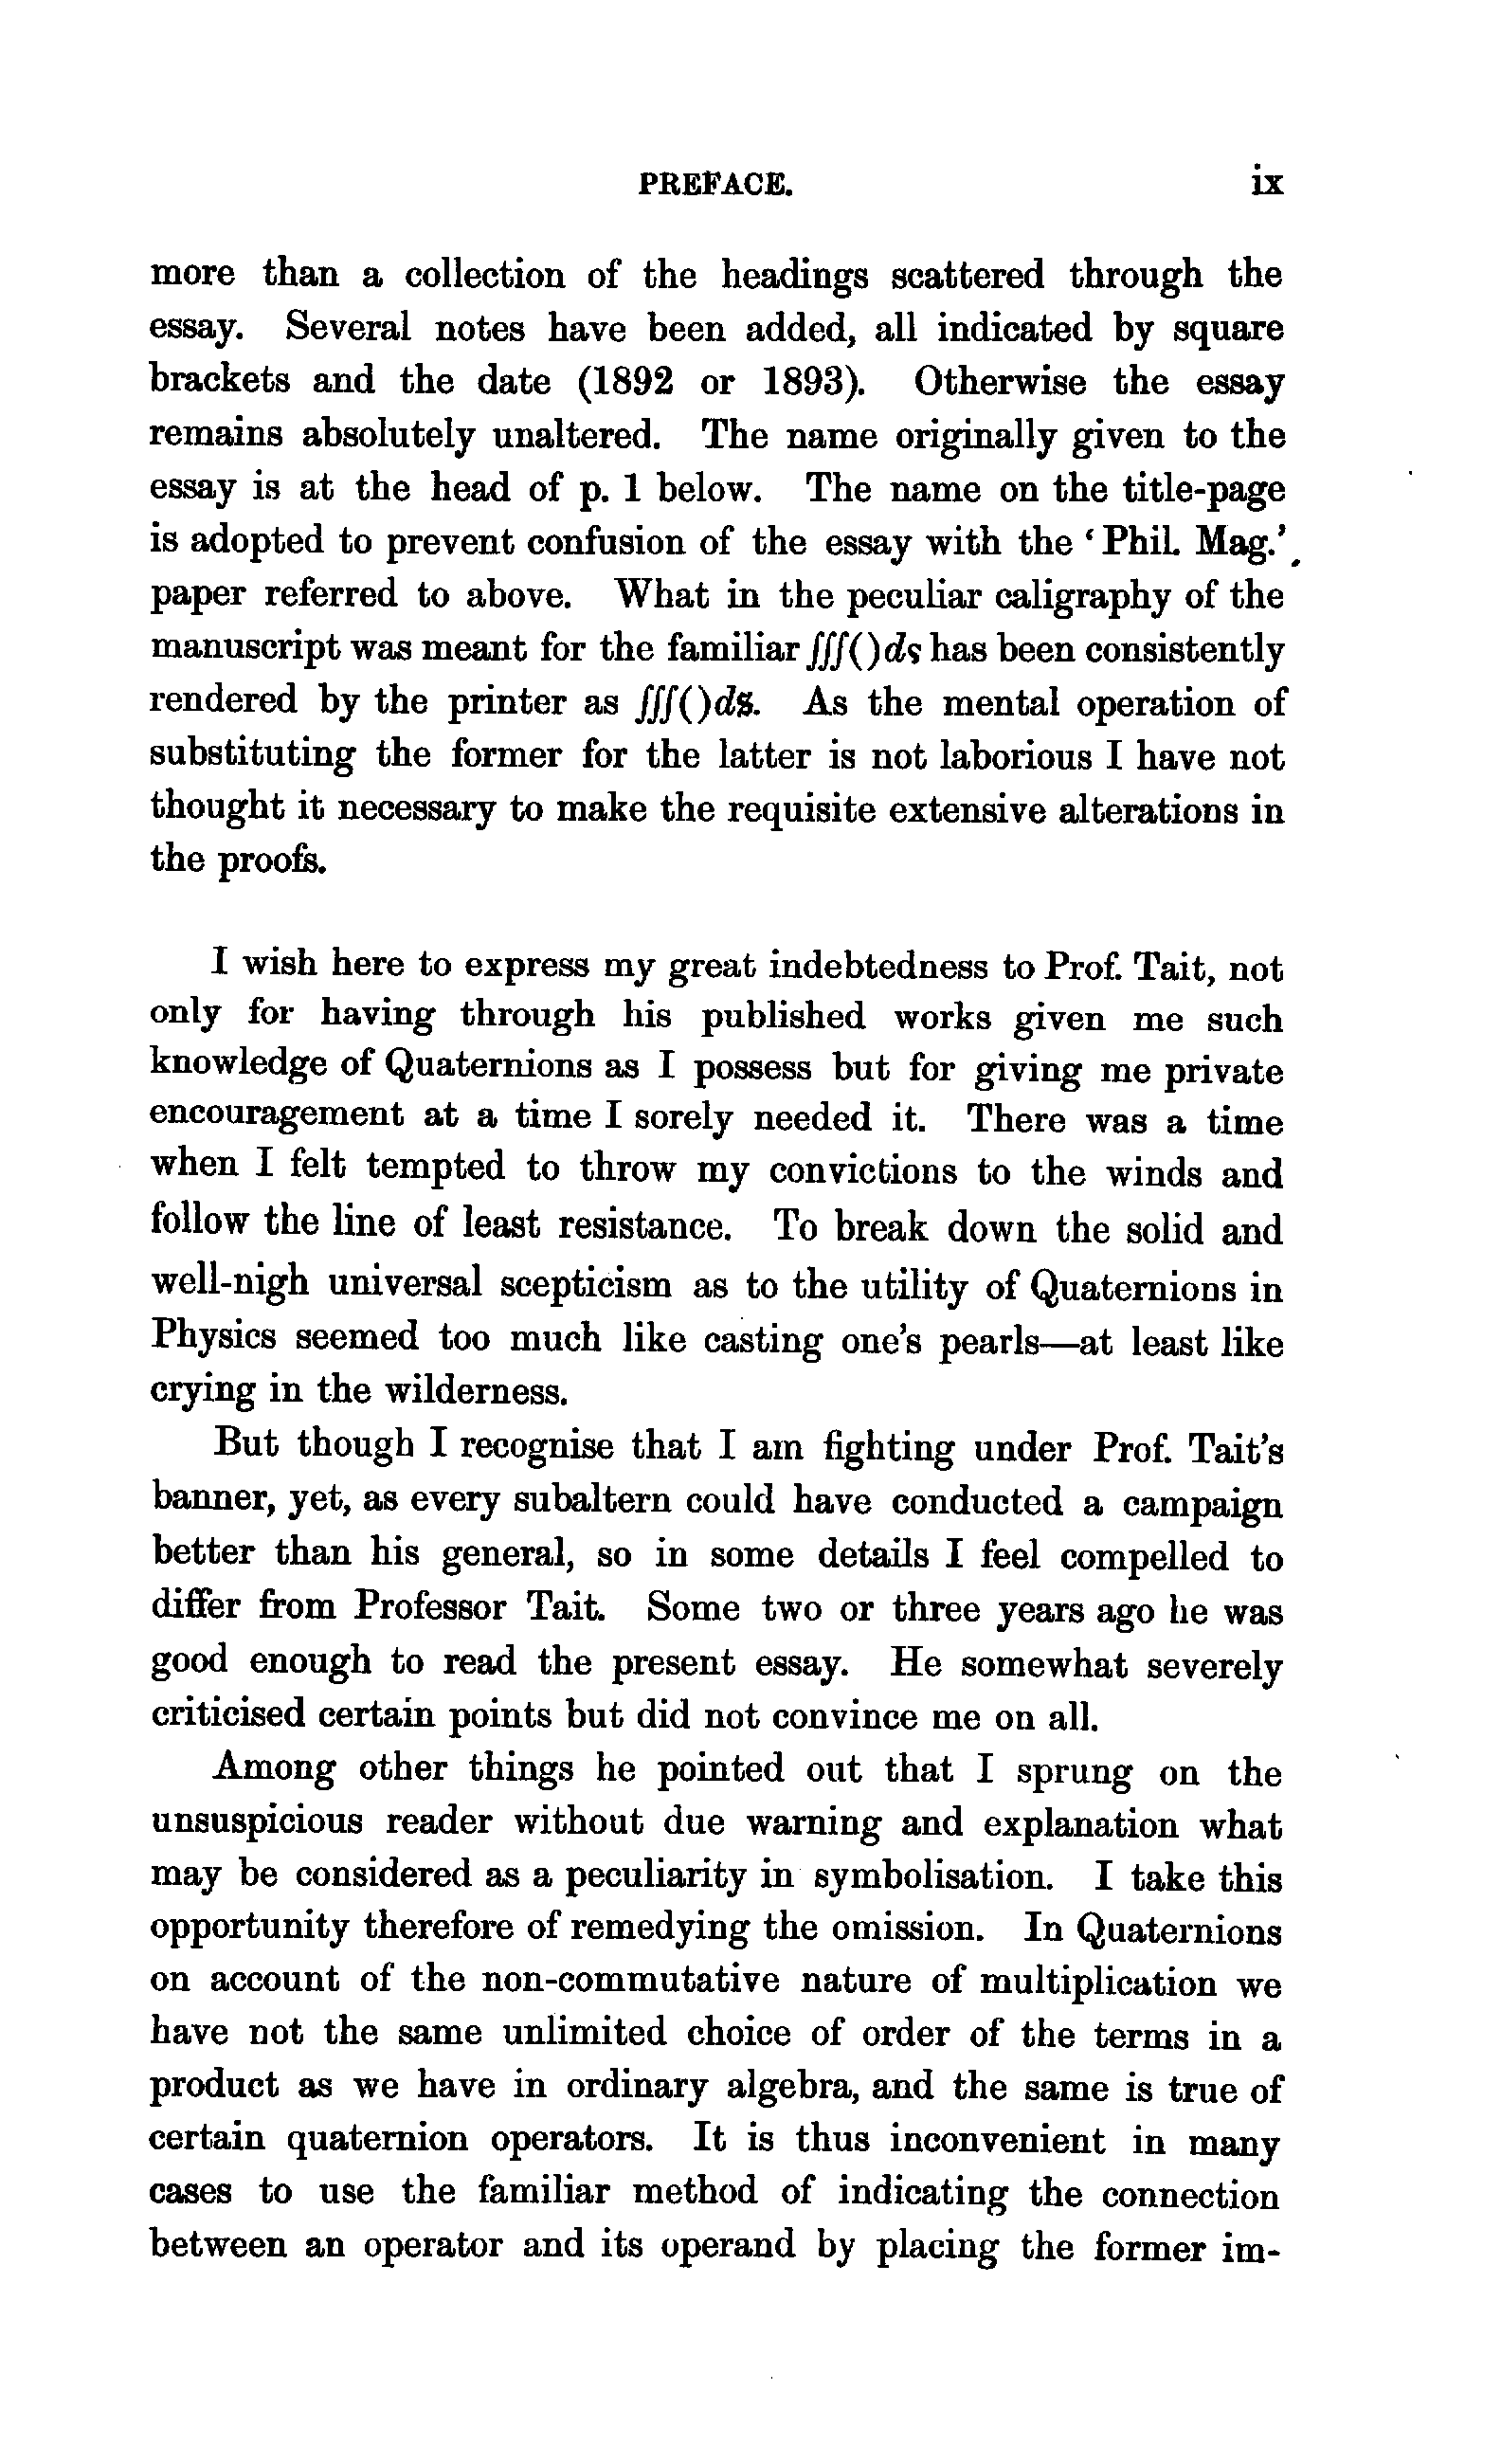 PREFACE. ix
more than a collection of the headings scattered through the
essay. Several notes have been added, all indicated by square
brackets and the date (1892 or 1893). Otherwise the essay
remains absolutely unaltered. The name originally given to the
essay is at the head of p. 1 below. The name on the title-page
is adopted to prevent confusion of the essay with the ‘Phil. Mag.’,
paper referred to above. What in the peculiar caligraphy of the
manuscript was meant for the familiar ∫∫∫()dς has been consistently
rendered by the printer as ∫∫∫()ds. As the mental operation of
substituting the former for the latter is not laborious I have not
thought it necessary to make the requisite extensive alterations in
the proofs.
I wish here to express my great indebtedness to Prof. Tait, not
only for having through his published works given me such
knowledge of Quaternions as I possess but for giving me private
encouragement at a time I sorely needed it. There was a time
when I felt tempted to throw my convictions to the winds and
follow the line of least resistance. To break down the solid and
well-nigh universal scepticism as to the utility of Quaternions in
Physics seemed too much like casting one’s pearls—at least like
crying in the wilderness.
But though I recognise that I am fighting under Prof. Tait’s
banner, yet, as every subaltern could have conducted a campaign
better than his general, so in some details I feel compelled to
differ from Professor Tait. Some two or three years ago he was
good enough to read the present essay. He somewhat severely
criticised certain points but did not convince me on all.
Among other things he pointed out that I sprung on the
unsuspicious reader without due warning and explanation what
may be considered as a peculiarity in symbolisation. I take this
opportunity therefore of remedying the omission. In Quaternions
on account of the non-commutative nature of multiplication we
have not the same unlimited choice of order of the terms in a
product as we have in ordinary algebra, and the same is true of
certain quaternion operators. It is thus inconvenient in many
cases to use the familiar method of indicating the connection
between an operator and its operand by placing the former im-